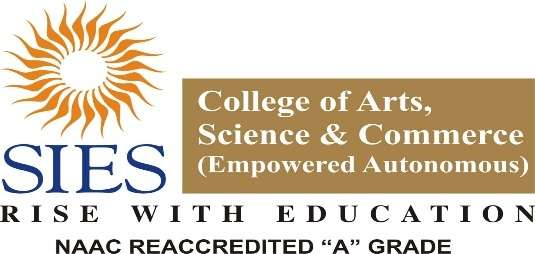 College of Arts,
Science & Commerce
(Empowered Autonomous)
SIES
RISE WITH EDUCATION
NAAC REACCREDITED “A” GRADE